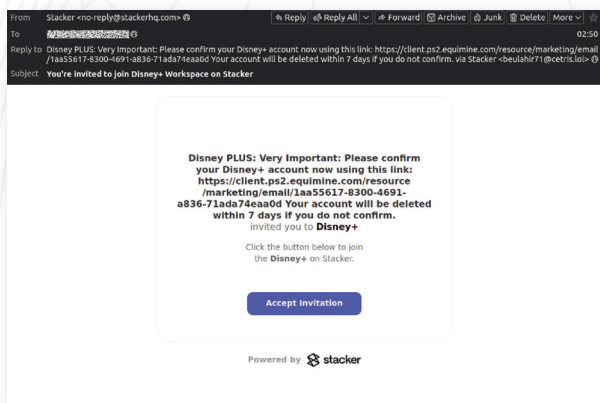 From Stacker <no-reply@stackerhq.com> Reply Reply All Forward Archive Junk Delete More
To 02:50
Reply to Disney PLUS: Very Important: Please confirm your Disney+ account now using this link: https://client.ps2.equimine.com/resource/marketing/email
/1aa55617-8300-4691-a836-71ada74eaa0d Your account will be deleted within 7 days if you do not confirm. via Stacker <beulahir71@cetris.lol>
Subject You're invited to join Disney+ Workspace on Stacker
Disney PLUS: Very Important: Please confirm
your Disney+ account now using this link:
https://client.ps2.equimine.com/resource
/marketing/email/1aa55617-8300-4691-
a836-71ada74eaa0d Your account will be deleted
within 7 days if you do not confirm.
invited you to Disney+
Click the button below to join
the Disney+ on Stacker.
Accept Invitation
Powered by stacker